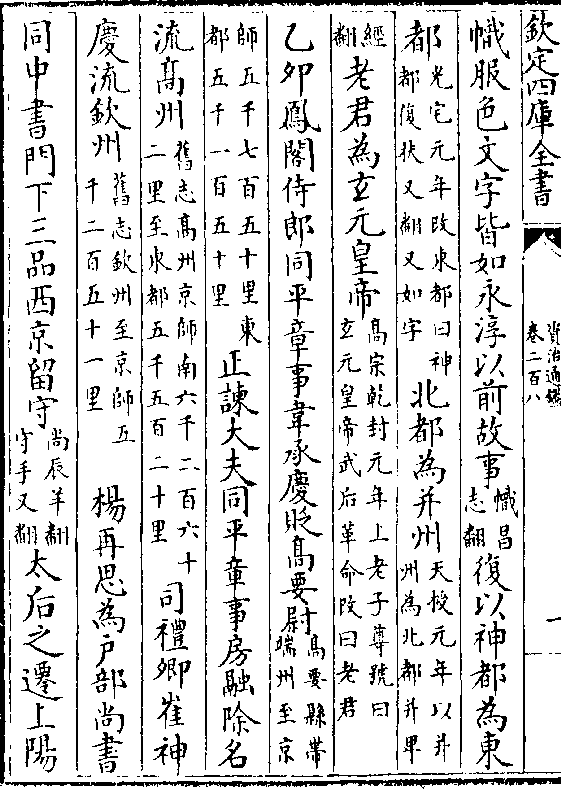 欽定四庫全書
資治通鑑
卷二百八
一
幟服色文字皆如永淳以前故事幟昌
志翻復以神都為東
都光宅元年改東都曰神
都復扶又翻又如字北都為并州天授元年以并
州為北都并卑
經
翻老君為玄元皇帝高宗乾封元年上老子尊號曰
玄元皇帝武后革命改曰老君
乙卯鳳閣侍郎同平章事韋承慶貶高要尉高要縣帶
端州至京
師五千七百五十里東
都五千一百五十里正諫大夫同平章事房融除名
流高州舊志高州京師南六千二百六十
二里至東都五千五百二十里司禮卿崔神
慶流欽州舊志欽州至京師五
千二百五十一里楊再思為戶部尚書
同中書門下三品西京留守尚辰羊翻
守手又翻太后之遷上陽